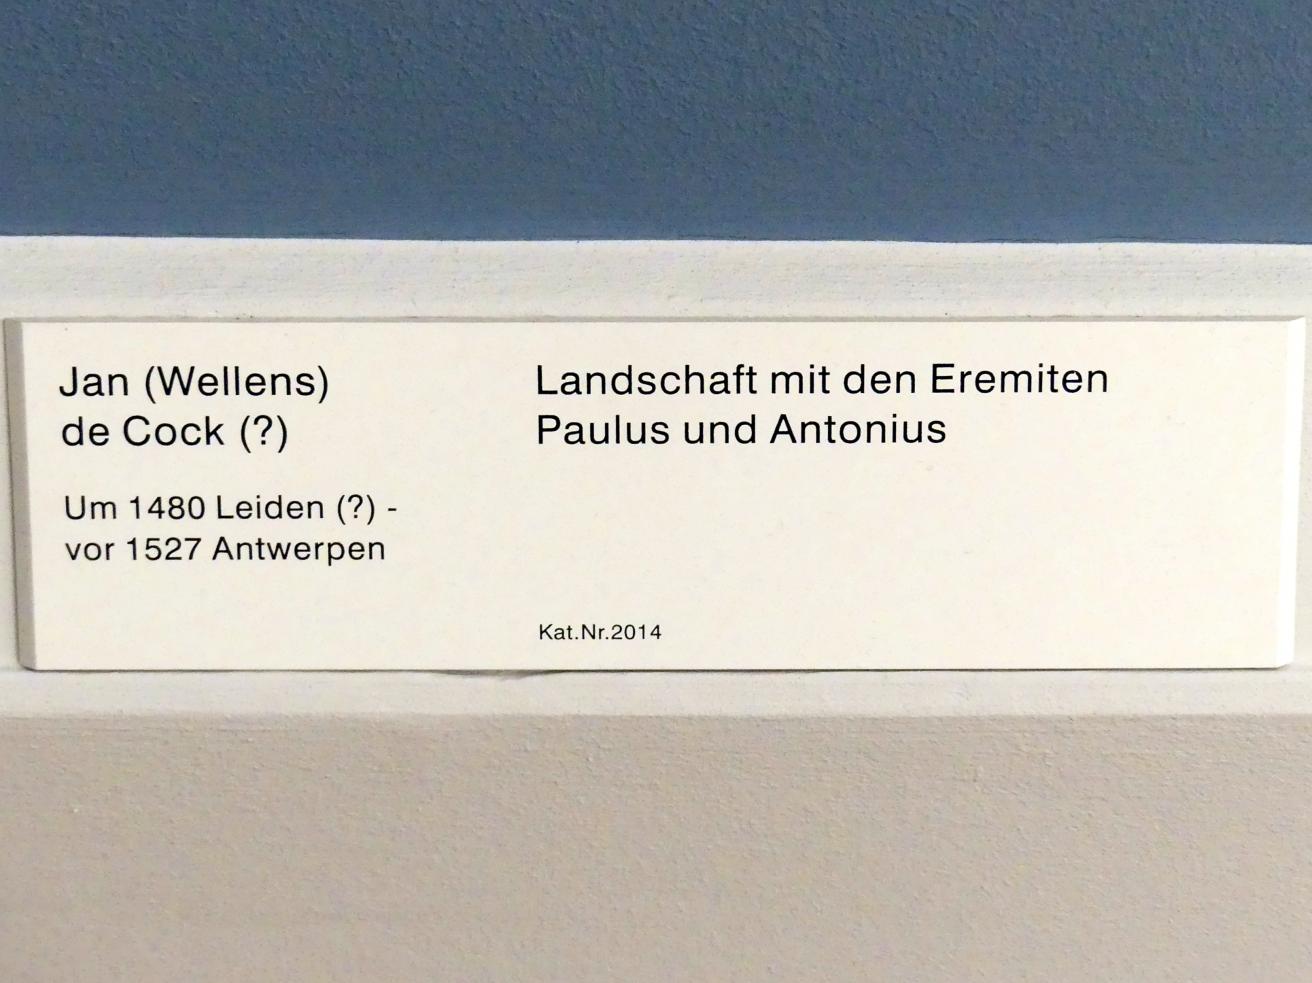 Jan (Wellens)
de Cock (?)
Um 1480 Leiden (?) -
vor 1527 Antwerpen
Landschaft mit den Eremiten
Paulus und Antonius
Kat.Nr.2014